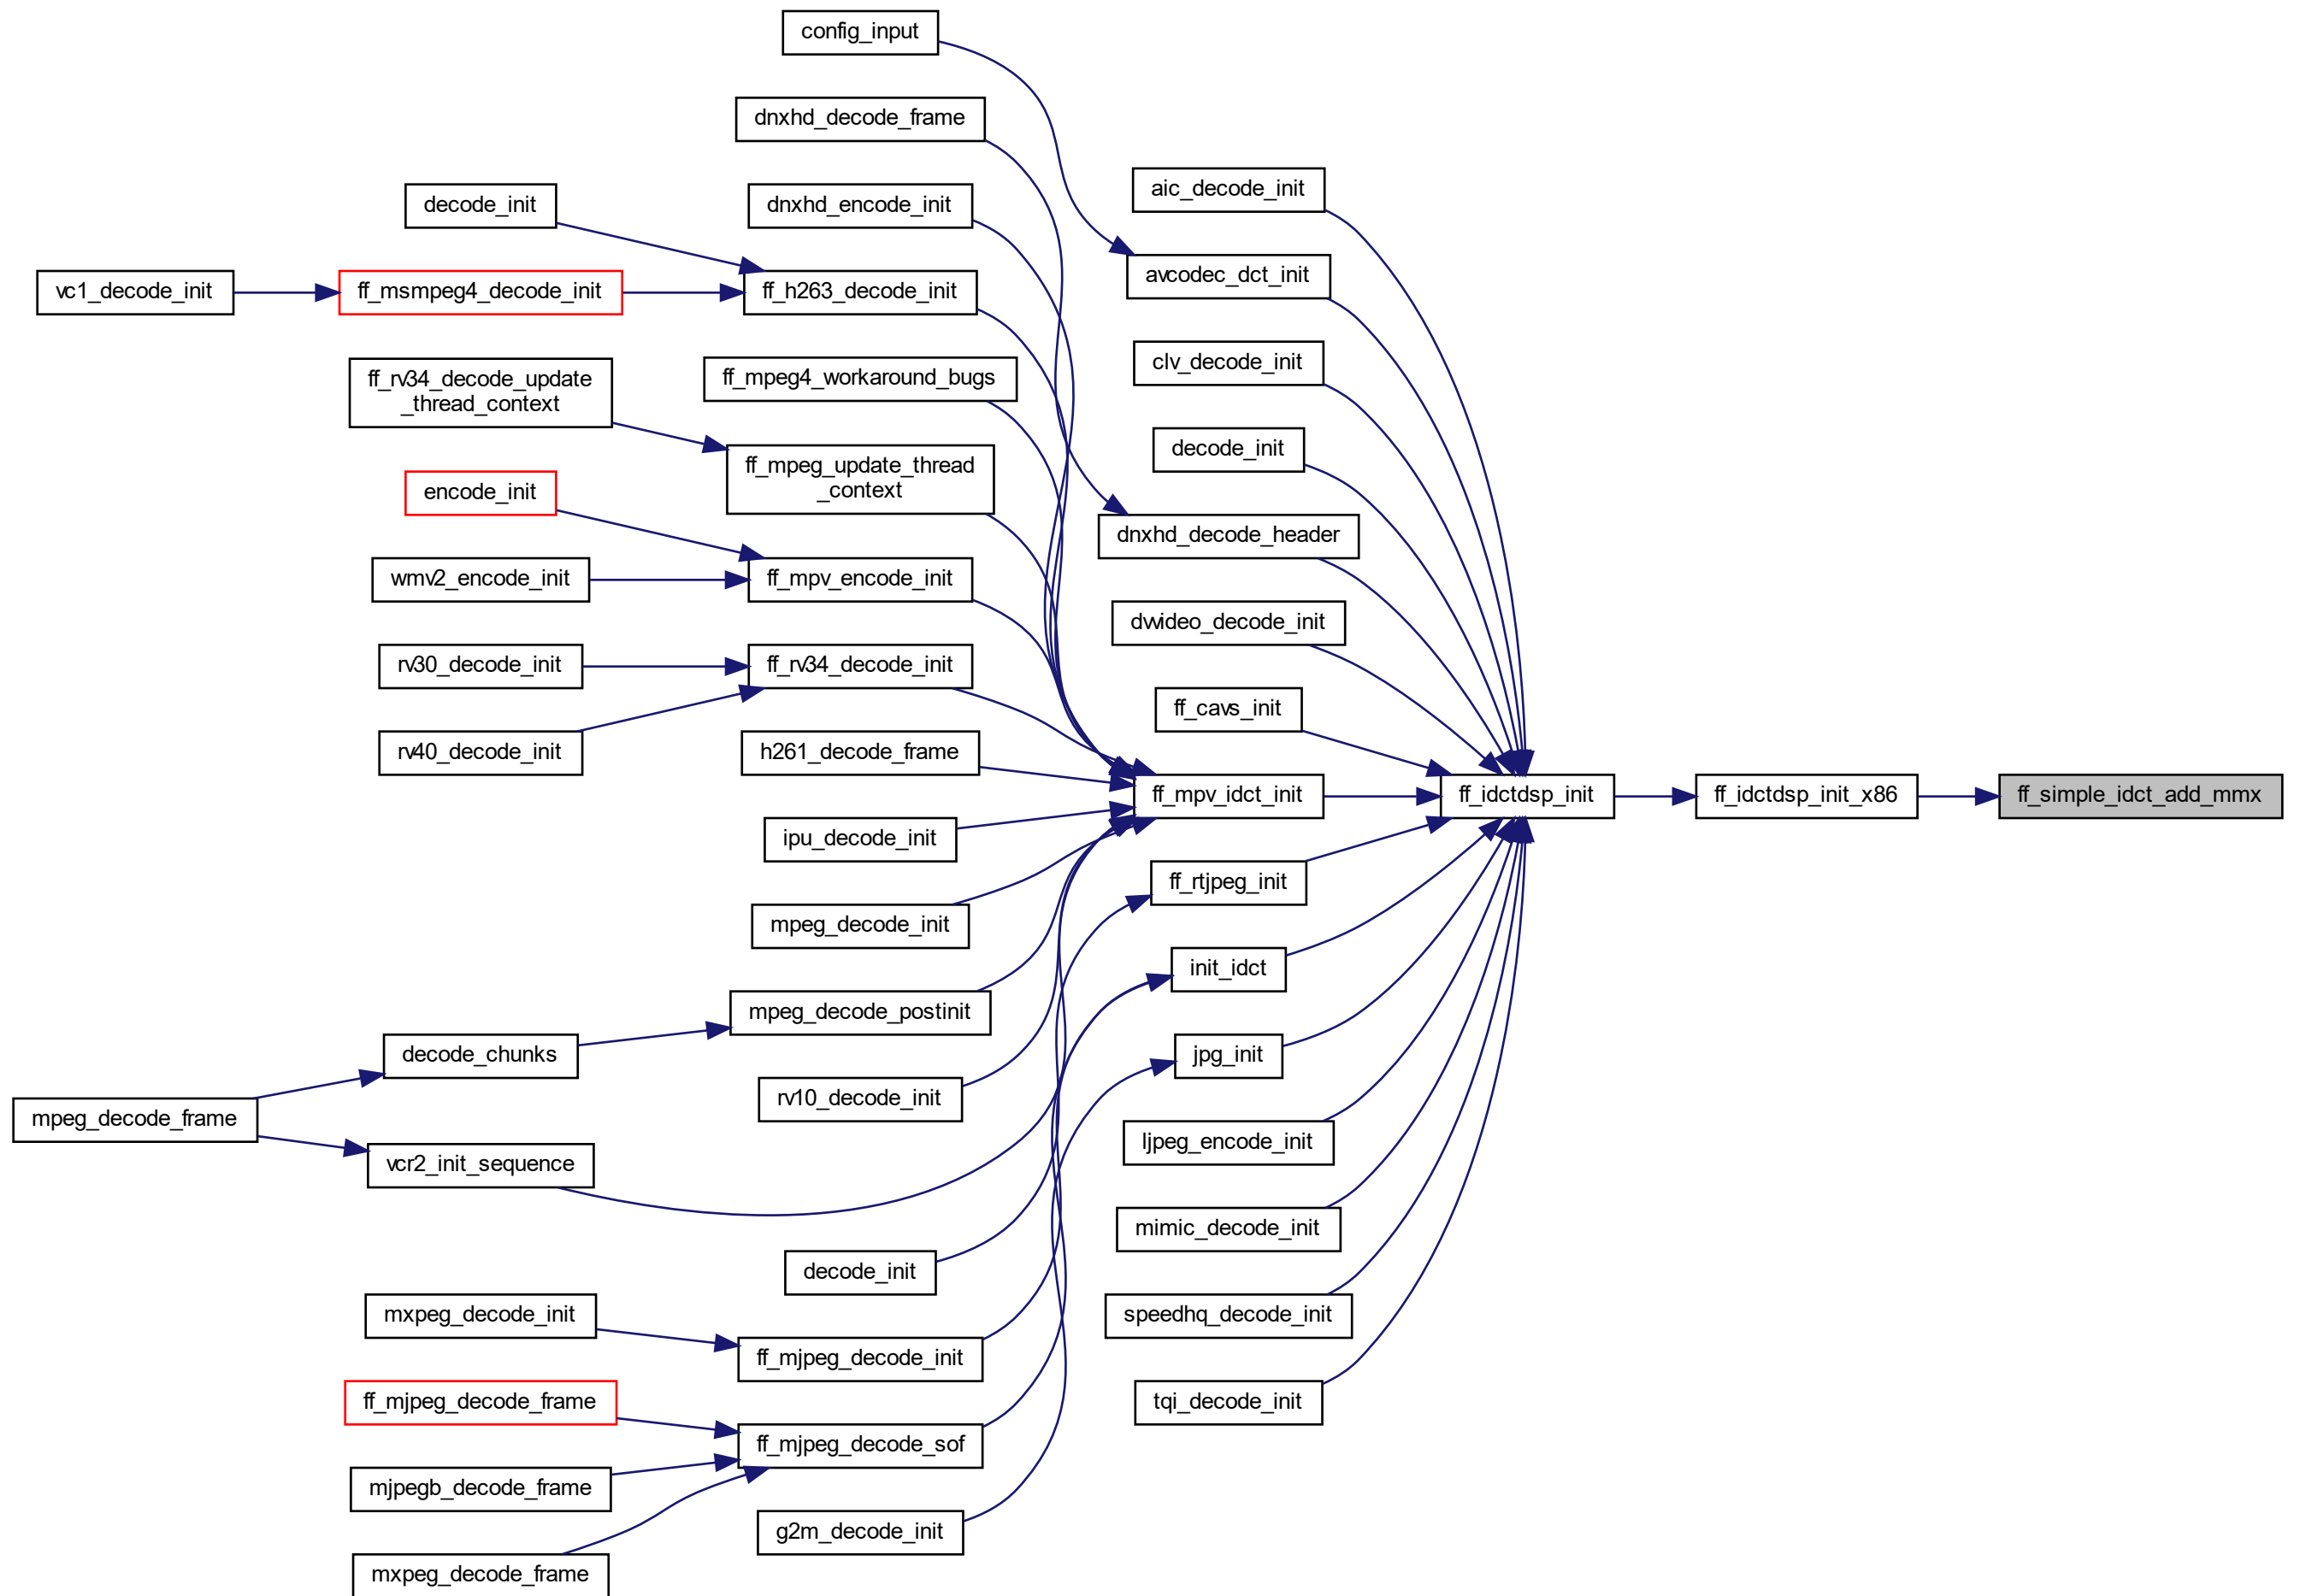 config_input
dnxhd_decode_frame
aic_decode_init
decode_init
dnxhd_encode_init
avcodec_dct_init
vc1_decode_init
ff_msmpeg4_decode_init
ff_h263_decode_init
clv_decode_init
ff_rv34_decode_update
_thread_context
ff_mpeg4_workaround_bugs
decode_init
ff_mpeg_update_thread
_context
encode_init
dnxhd_decode_header
wmv2_encode_init
ff_mpv_encode_init
dvvideo_decode_init
rv30_decode_init
ff_rv34_decode_init
ff_cavs_init
rv40_decode_init
h261_decode_frame
ff_mpv_idct_init
ff_idctdsp_init
ff_idctdsp_init_x86
ff_simple_idct_add_mmx
ipu_decode_init
ff_rtjpeg_init
mpeg_decode_init
init_idct
mpeg_decode_postinit
decode_chunks
jpg_init
rv10_decode_init
mpeg_decode_frame
ljpeg_encode_init
vcr2_init_sequence
mimic_decode_init
decode_init
speedhq_decode_init
mxpeg_decode_init
ff_mjpeg_decode_init
ff_mjpeg_decode_frame
tqi_decode_init
ff_mjpeg_decode_sof
mjpegb_decode_frame
g2m_decode_init
mxpeg_decode_frame